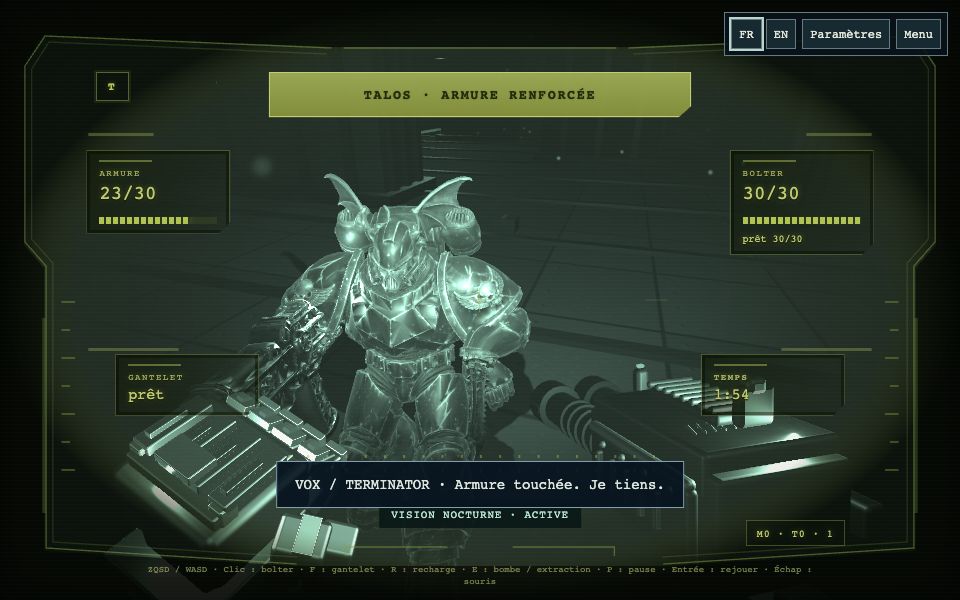 FR EN Paramètres Menu
T
TALOS · ARMURE RENFORCÉE
ARMURE
23/30
BOLTER
30/30
prêt 30/30
GANTELET
prêt
TEMPS
1:54
VOX / TERMINATOR · Armure touchée. Je tiens.
VISION NOCTURNE · ACTIVE
M0 · T0 · 1
ZQSD / WASD · Clic : bolter · F : gantelet · R : recharge · E : bombe / extraction · P : pause · Entrée : rejouer · Échap :
souris